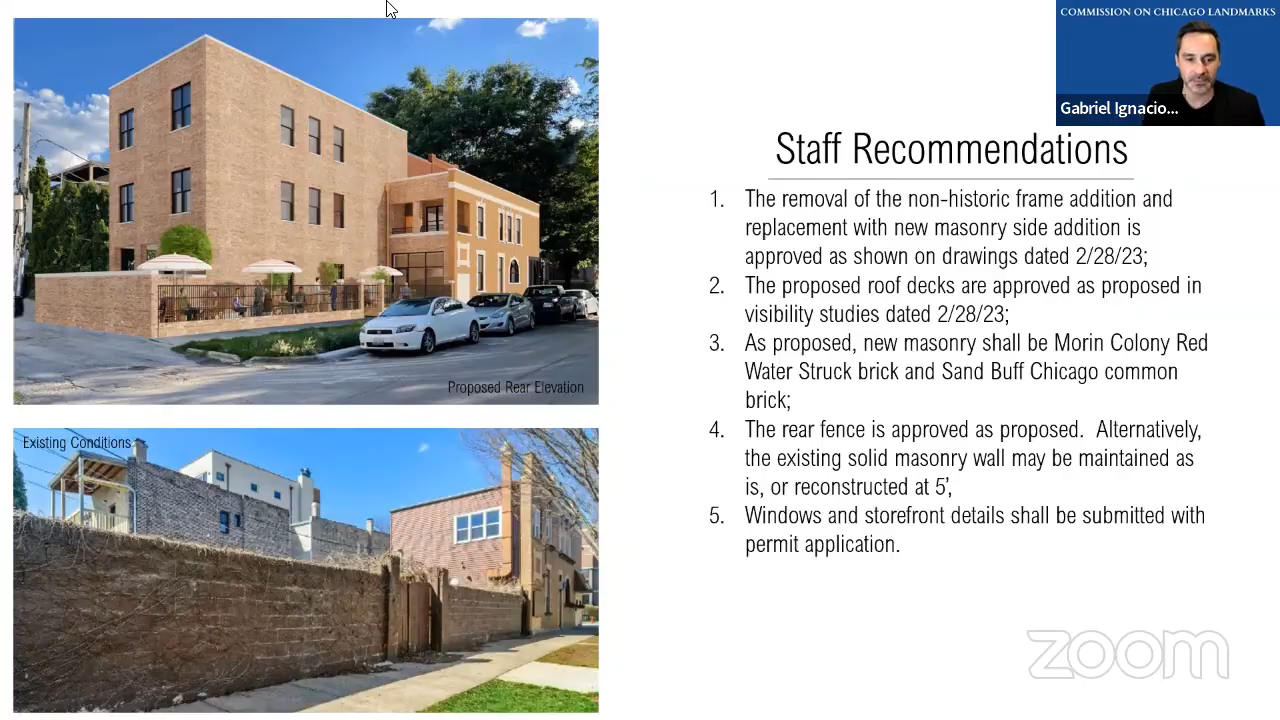 COMMISSION ON CHICAGO LANDMARKS
Gabriel Ignacio...
Staff Recommendations
1. The removal of the non-historic frame addition and
replacement with new masonry side addition is
approved as shown on drawings dated 2/28/23;
2. The proposed roof decks are approved as proposed in
visibility studies dated 2/28/23;
3. As proposed, new masonry shall be Morin Colony Red
Water Struck brick and Sand Buff Chicago common
brick;
4. The rear fence is approved as proposed.  Alternatively,
the existing solid masonry wall may be maintained as
is, or reconstructed at 5',
5. Windows and storefront details shall be submitted with
permit application.
Proposed Rear Elevation
Existing Conditions
zoom